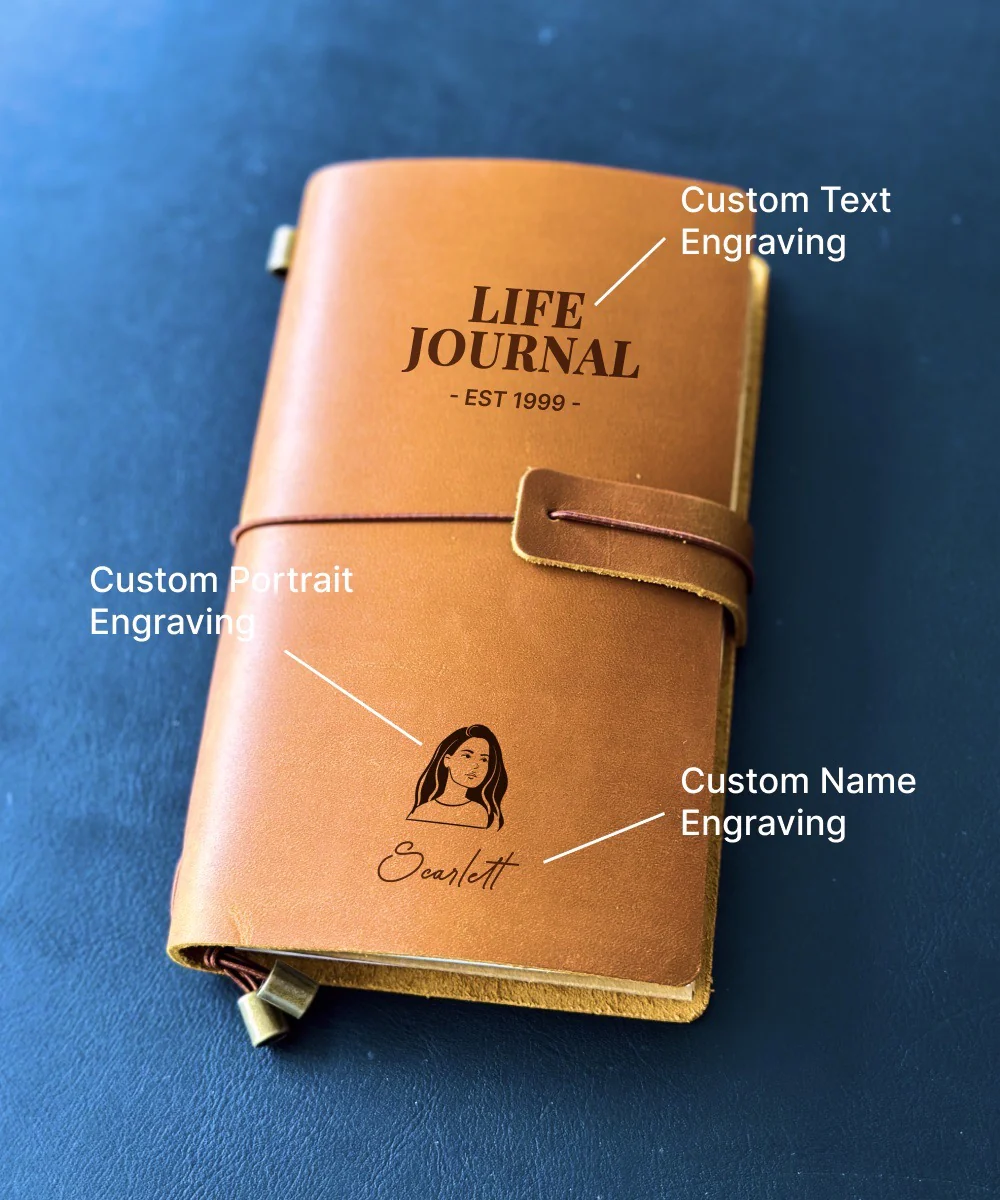 Custom Text
Engraving
LIFE
JOURNAL
- EST 1999 -
Custom Portrait
Engraving
Custom Name
Engraving
Scarlett